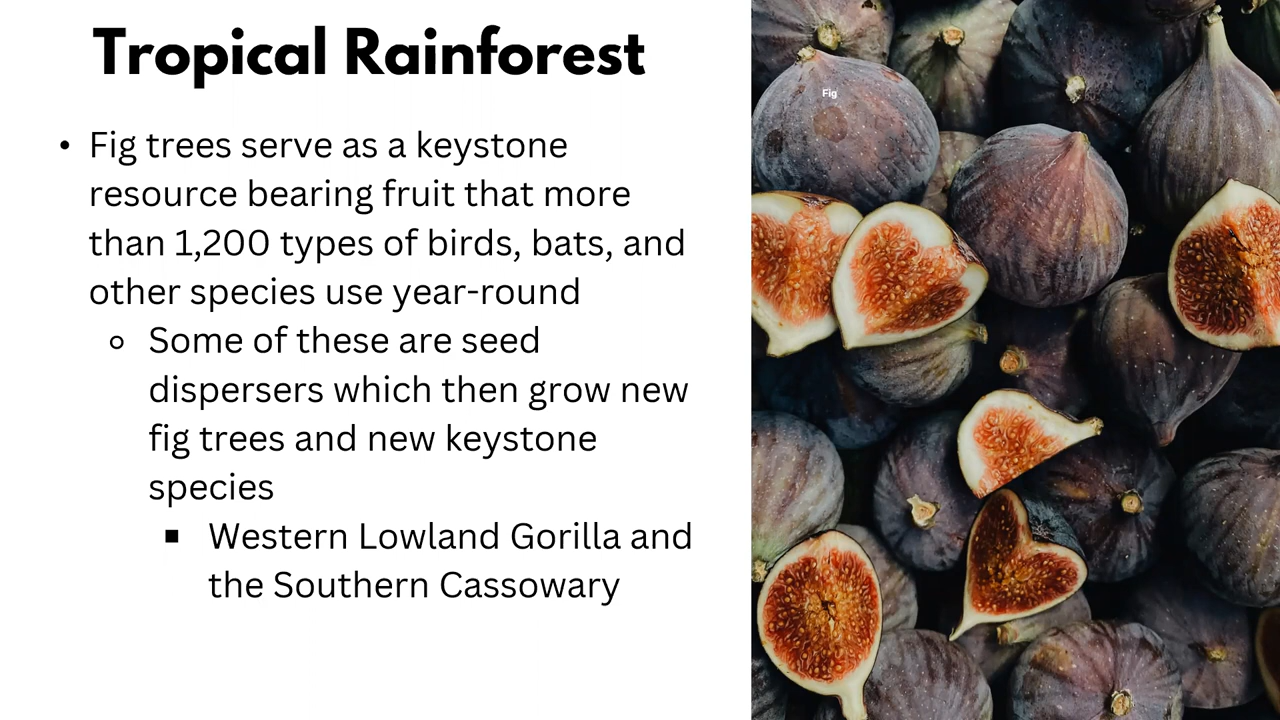 Tropical Rainforest
• Fig trees serve as a keystone
resource bearing fruit that more
than 1,200 types of birds, bats, and
other species use year-round
◦ Some of these are seed
dispersers which then grow new
fig trees and new keystone
species
▪ Western Lowland Gorilla and
the Southern Cassowary
Fig